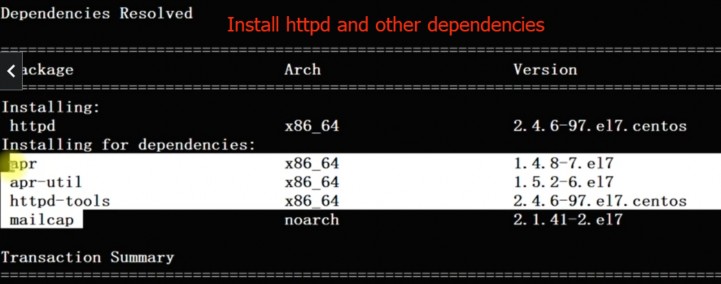 Dependencies Resolved
Install httpd and other dependencies
================================================================================
ackage Arch Version
================================================================================
Installing:
httpd x86_64 2.4.6-97.el7.centos
Installing for dependencies:
apr x86_64 1.4.8-7.el7
apr-util x86_64 1.5.2-6.el7
httpd-tools x86_64 2.4.6-97.el7.centos
mailcap noarch 2.1.41-2.el7
Transaction Summary
================================================================================